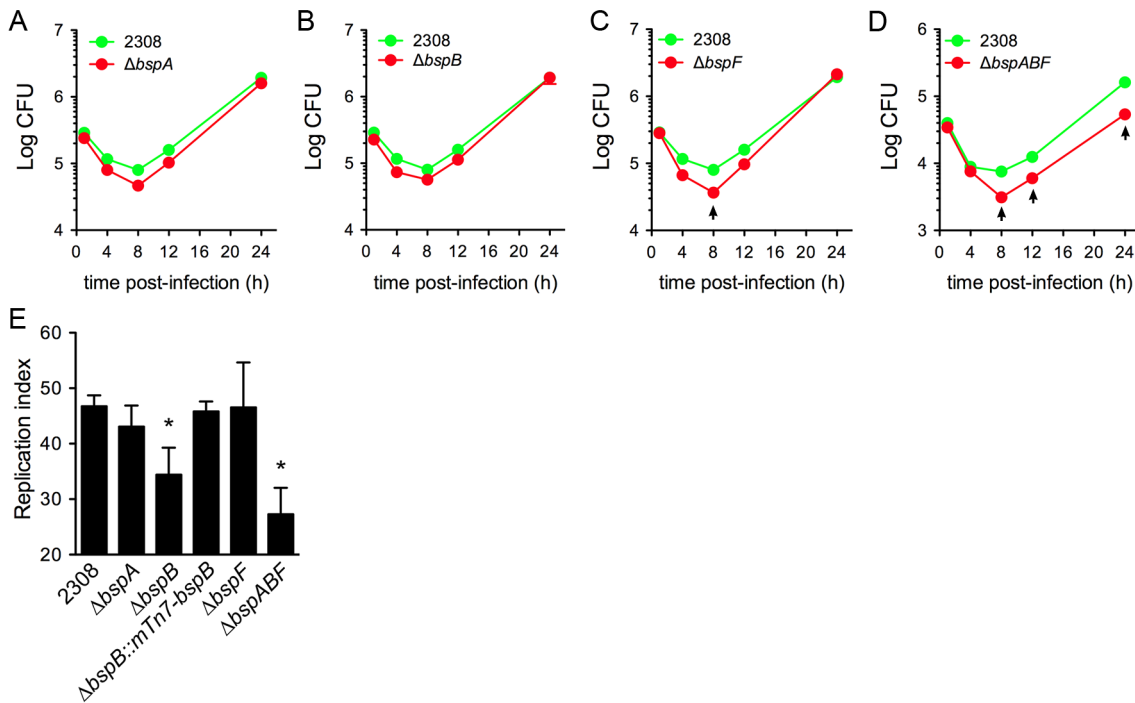 A
7
6
5
4
Log CFU
2308
ΔbspA
0 4 8 12 16 20 24
time post-infection (h)
B
7
6
5
4
Log CFU
2308
ΔbspB
0 4 8 12 16 20 24
time post-infection (h)
C
7
6
5
4
Log CFU
2308
ΔbspF
0 4 8 12 16 20 24
time post-infection (h)
D
6
5
4
3
Log CFU
2308
ΔbspABF
0 4 8 12 16 20 24
time post-infection (h)
E
60
50
40
30
20
Replication index
*
*
2308
ΔbspA
ΔbspB
ΔbspB::mTn7-bspB
ΔbspF
ΔbspABF